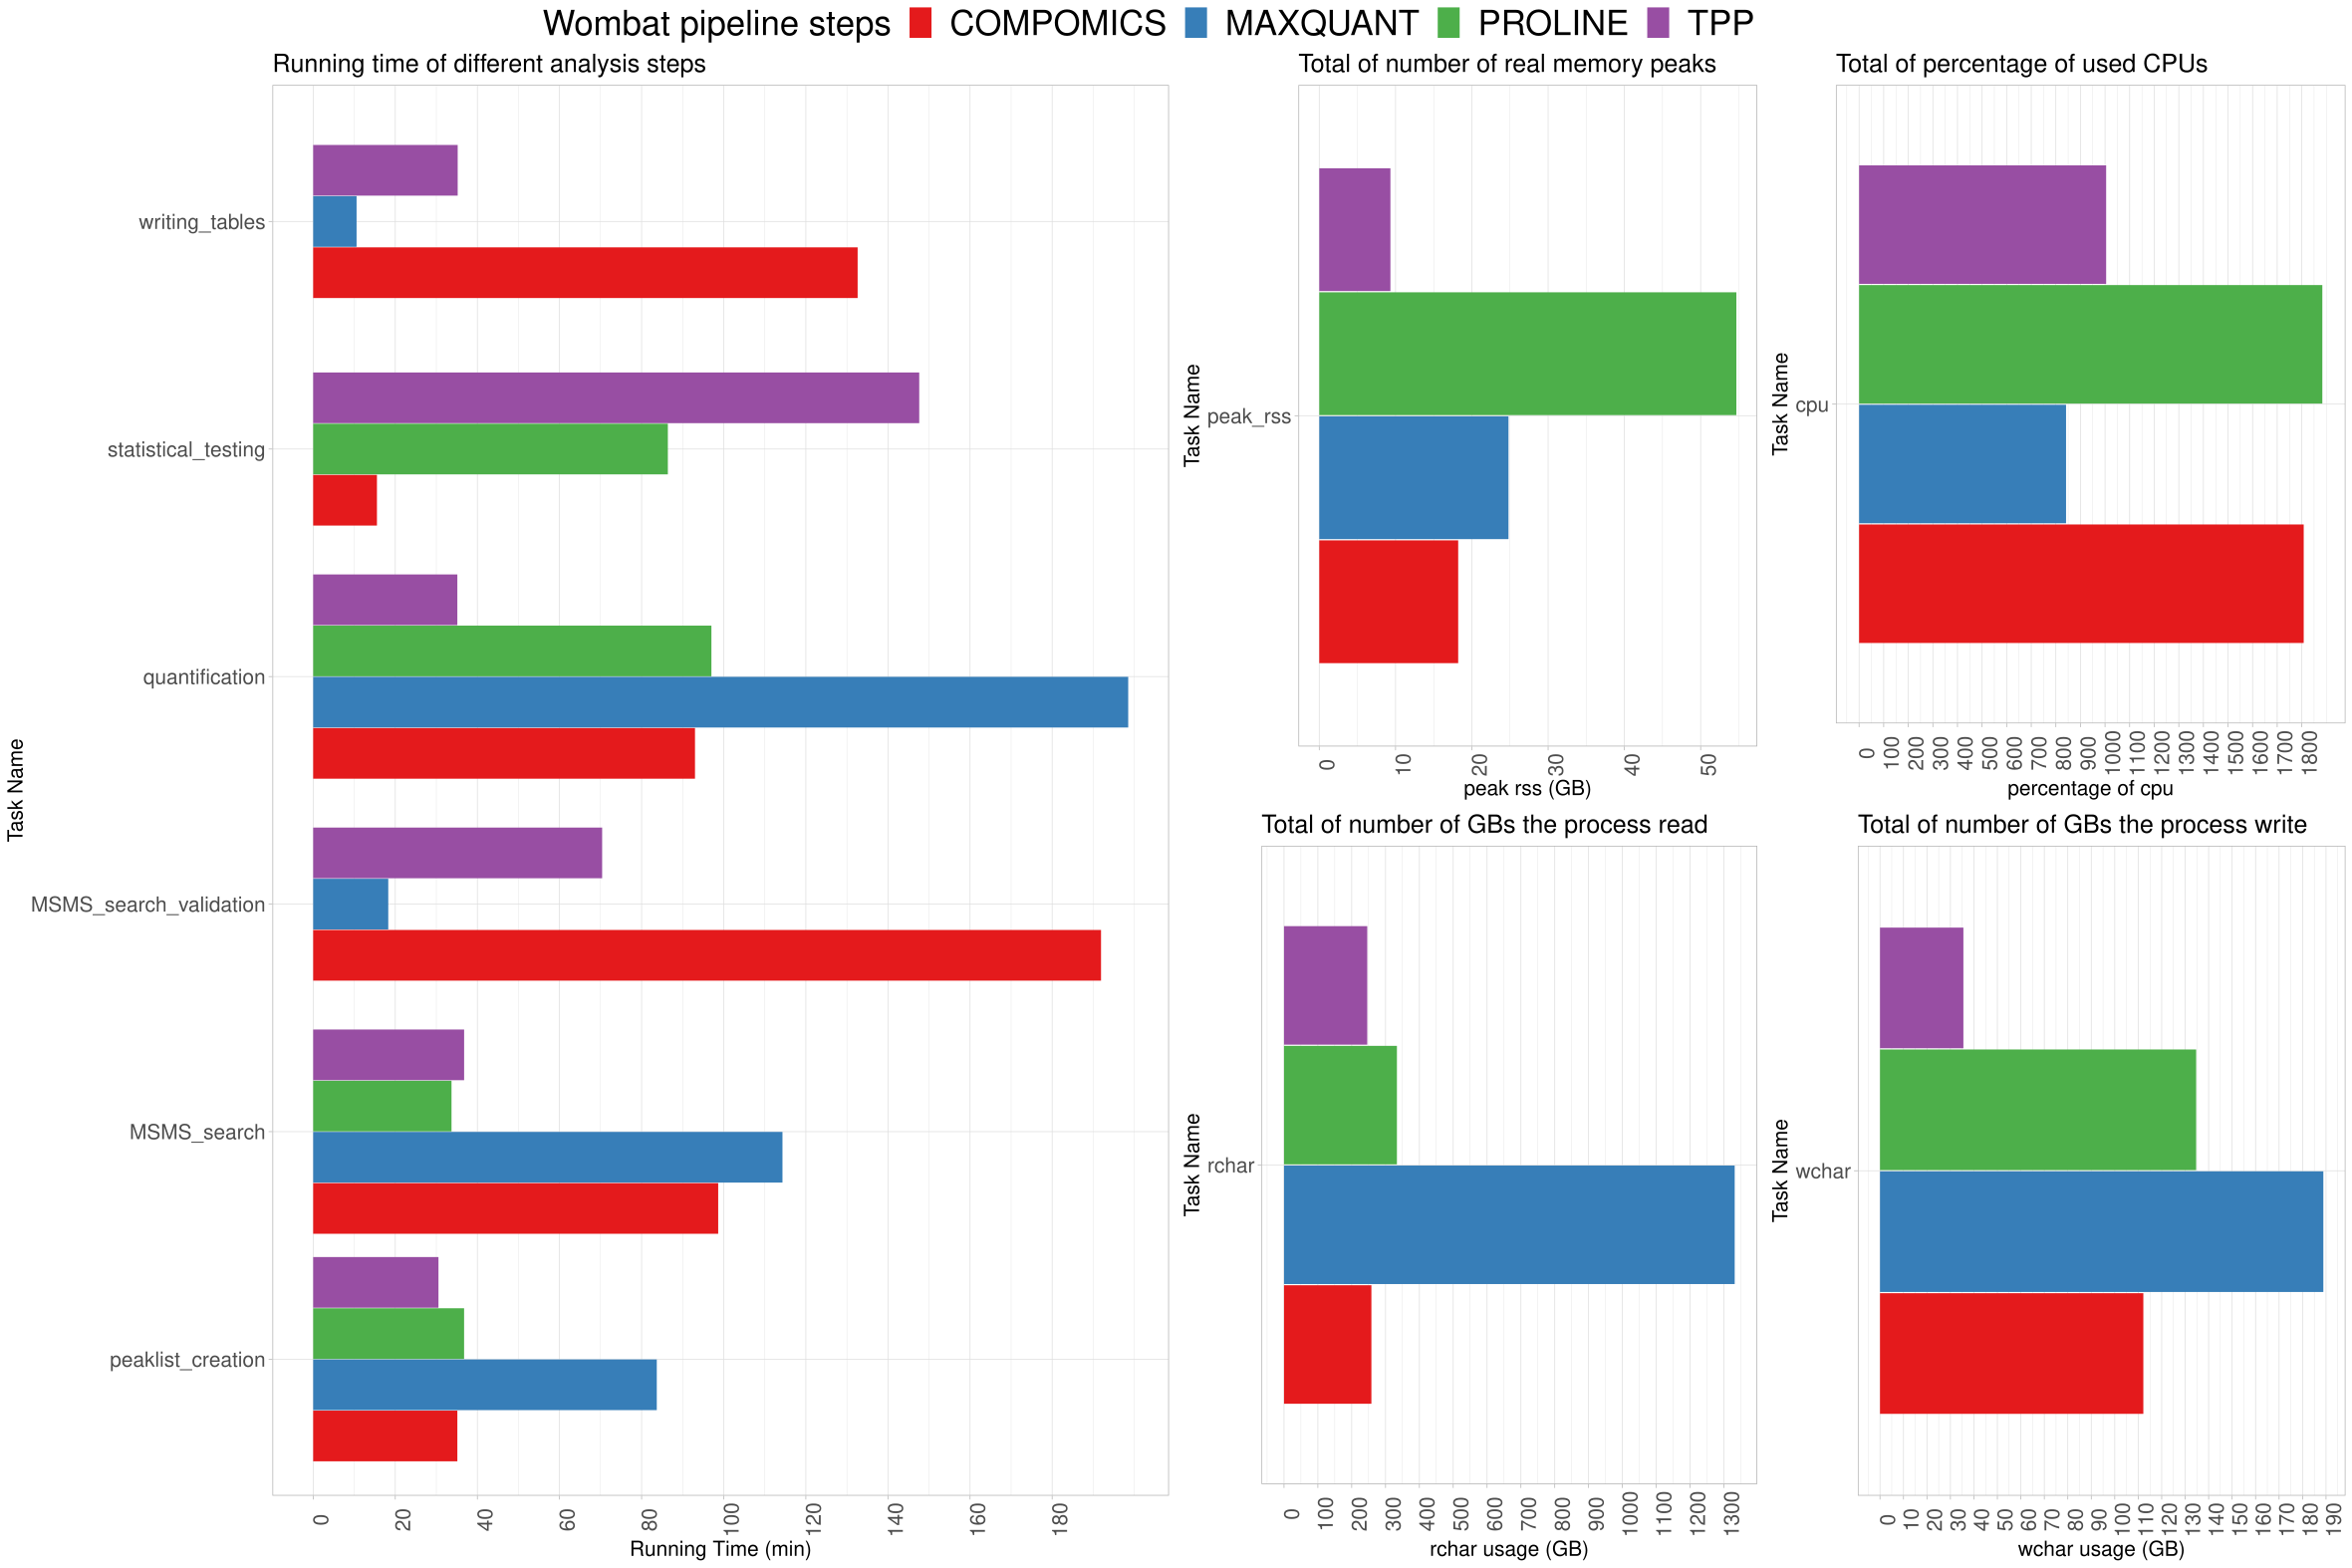 Wombat pipeline steps COMPOMICS MAXQUANT PROLINE TPP
Running time of different analysis steps
Task Name
writing_tables
statistical_testing
quantification
MSMS_search_validation
MSMS_search
peaklist_creation
0 20 40 60 80 100 120 140 160 180
Running Time (min)
Total of number of real memory peaks
Task Name
peak_rss
0 10 20 30 40 50
peak rss (GB)
Total of percentage of used CPUs
Task Name
cpu
0 100 200 300 400 500 600 700 800 900 1000 1100 1200 1300 1400 1500 1600 1700 1800
percentage of cpu
Total of number of GBs the process read
Task Name
rchar
0 100 200 300 400 500 600 700 800 900 1000 1100 1200 1300
rchar usage (GB)
Total of number of GBs the process write
Task Name
wchar
0 10 20 30 40 50 60 70 80 90 100 110 120 130 140 150 160 170 180 190
wchar usage (GB)